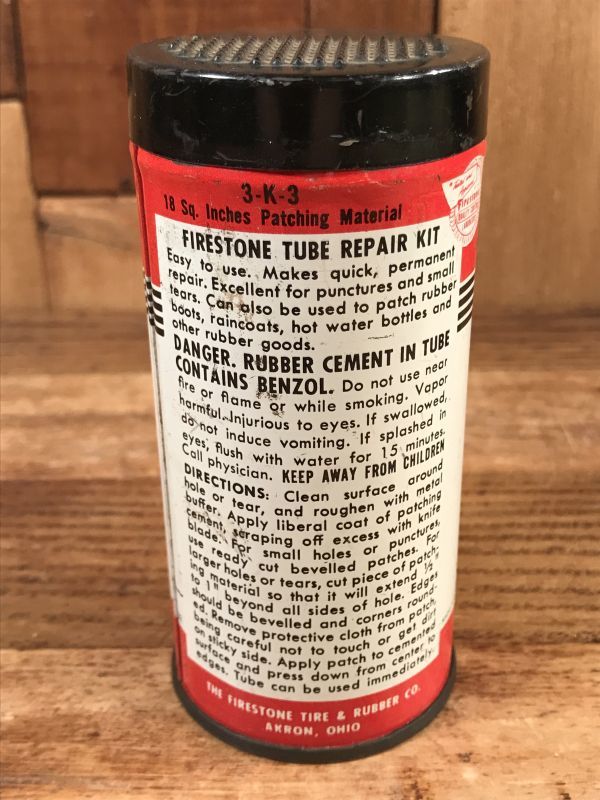 3-K-3
18 Sq. Inches Patching Material
FIRESTONE TUBE REPAIR KIT
Easy to use. Makes quick, permanent
repair. Excellent for punctures and small
tears. Can also be used to patch rubber
boots, raincoats, hot water bottles and
other rubber goods.
DANGER. RUBBER CEMENT IN TUBE
CONTAINS BENZOL. Do not use near
fire or flame or while smoking. Vapor
harmful. Injurious to eyes. If swallowed,
do not induce vomiting. If splashed in
eyes, flush with water for 15 minutes.
Call physician. KEEP AWAY FROM CHILDREN
DIRECTIONS: Clean surface around
hole or tear, and roughen with metal
buffer. Apply liberal coat of patching
cement, scraping off excess with knife
blade. For small holes or punctures,
use ready cut bevelled patches. For
larger holes or tears, cut piece of patch-
ing material so that it will extend ½"
to 1" beyond all sides of hole. Edges
should be bevelled and corners round-
ed. Remove protective cloth from patch,
being careful not to touch or get dirt
on sticky side. Apply patch to cemented
surface and press down from center to
edges. Tube can be used immediately.
THE FIRESTONE TIRE & RUBBER CO.
AKRON, OHIO
Firestone